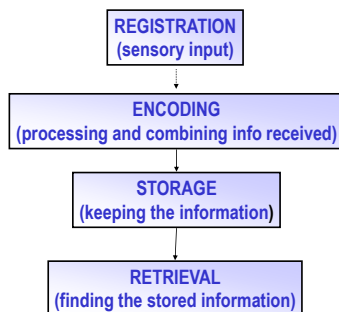 REGISTRATION
(sensory input)
ENCODING
(processing and combining info received)
STORAGE
(keeping the information)
RETRIEVAL
(finding the stored information)